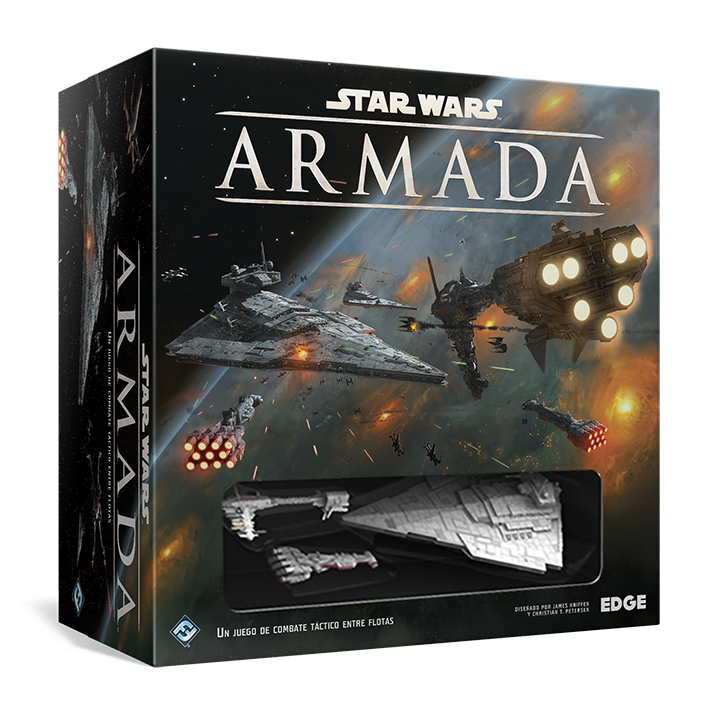 STAR WARS
ARMADA
UN JUEGO DE COMBATE TÁCTICO ENTRE FLOTAS
DISEÑADO POR JAMES KNIFFEN
Y CHRISTIAN T. PETERSEN
EDGE
STAR WARS
ARMADA
UN JUEGO DE COMBATE TÁCTICO ENTRE FLOTAS